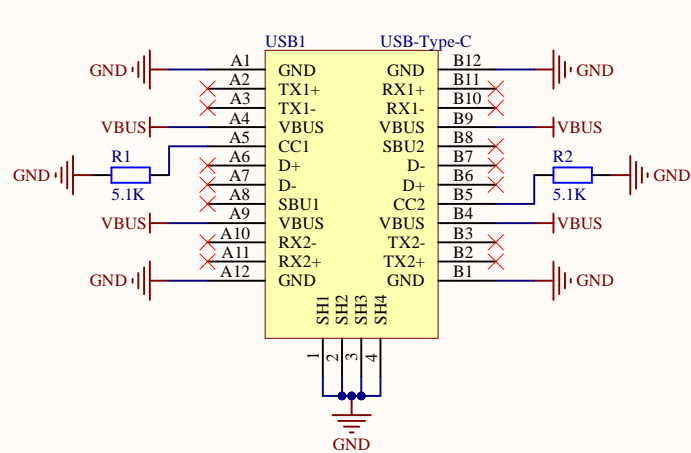 USB1 USB-Type-C
GND A1 GND GND B12 GND
A2 TX1+ RX1+ B11
A3 TX1- RX1- B10
VBUS A4 VBUS VBUS B9 VBUS
A5 CC1 SBU2 B8
R1 A6 D+ D- B7 R2
GND A7 D- D+ B6 GND
5.1K A8 SBU1 CC2 B5 5.1K
VBUS A9 VBUS VBUS B4 VBUS
A10 RX2- TX2- B3
A11 RX2+ TX2+ B2
GND A12 GND GND B1 GND
SH1 SH2 SH3 SH4
1 2 3 4
GND